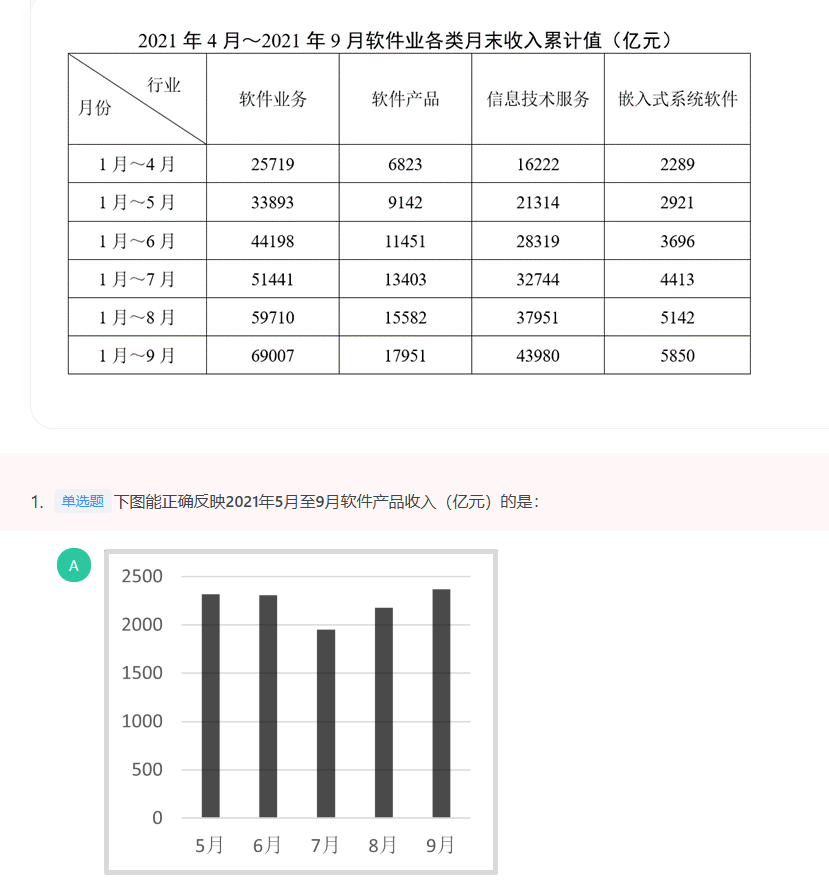 2021 年 4 月～2021 年 9 月软件业各类月末收入累计值（亿元）
行业
月份 软件业务 软件产品 信息技术服务 嵌入式系统软件
1 月～4 月 25719 6823 16222 2289
1 月～5 月 33893 9142 21314 2921
1 月～6 月 44198 11451 28319 3696
1 月～7 月 51441 13403 32744 4413
1 月～8 月 59710 15582 37951 5142
1 月～9 月 69007 17951 43980 5850
1. 单选题 下图能正确反映2021年5月至9月软件产品收入（亿元）的是：
A
2500
2000
1500
1000
500
0
5月 6月 7月 8月 9月